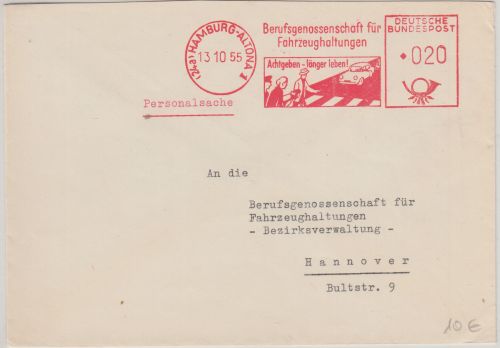 (24a) HAMBURG-ALTONA 1
13.10.55
Berufsgenossenschaft für
Fahrzeughaltungen
Achtgeben - länger leben!
DEUTSCHE
BUNDESPOST
020
Personalsache
An die
Berufsgenossenschaft für
Fahrzeughaltungen
- Bezirksverwaltung -
Hannover
Bultstr. 9
10 €